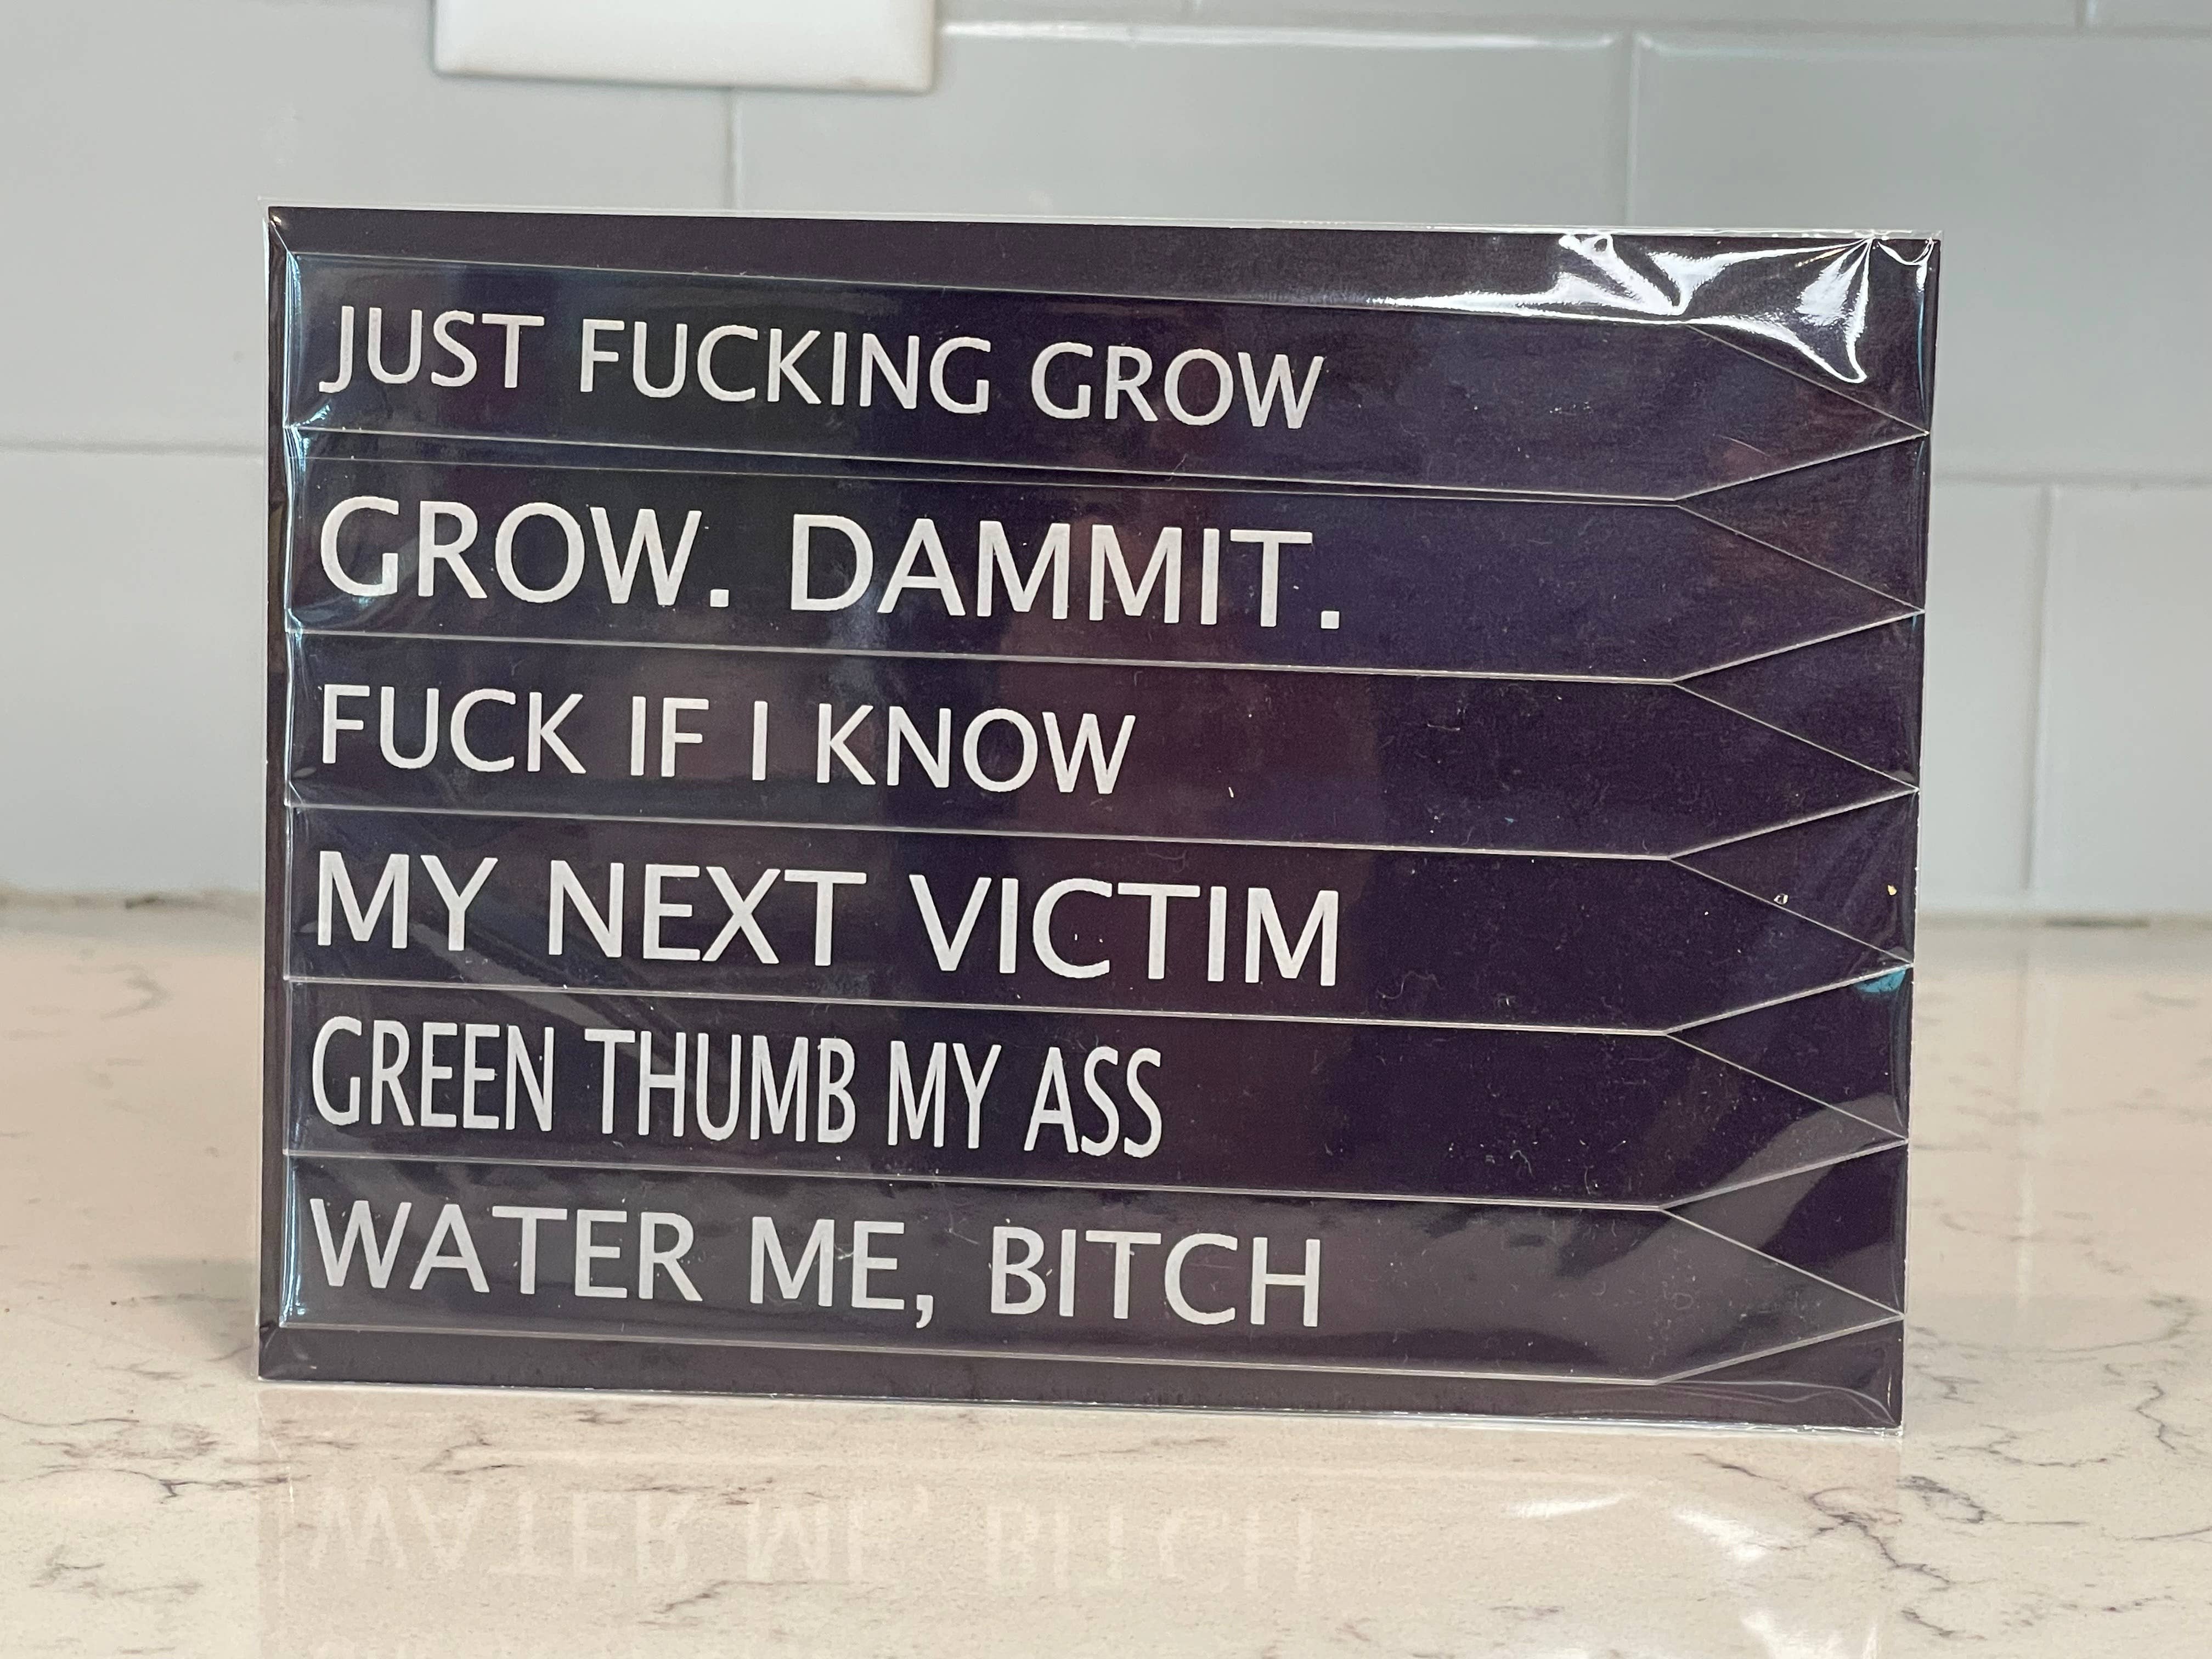 JUST FUCKING GROW
GROW. DAMMIT.
FUCK IF I KNOW
MY NEXT VICTIM
GREEN THUMB MY ASS
WATER ME, BITCH